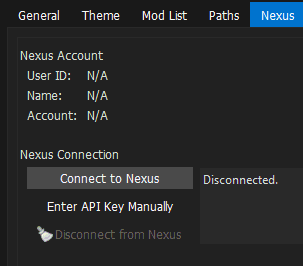 General Theme Mod List Paths Nexus
Nexus Account
User ID: N/A
Name: N/A
Account: N/A
Nexus Connection
Connect to Nexus
Disconnected.
Enter API Key Manually
Disconnect from Nexus